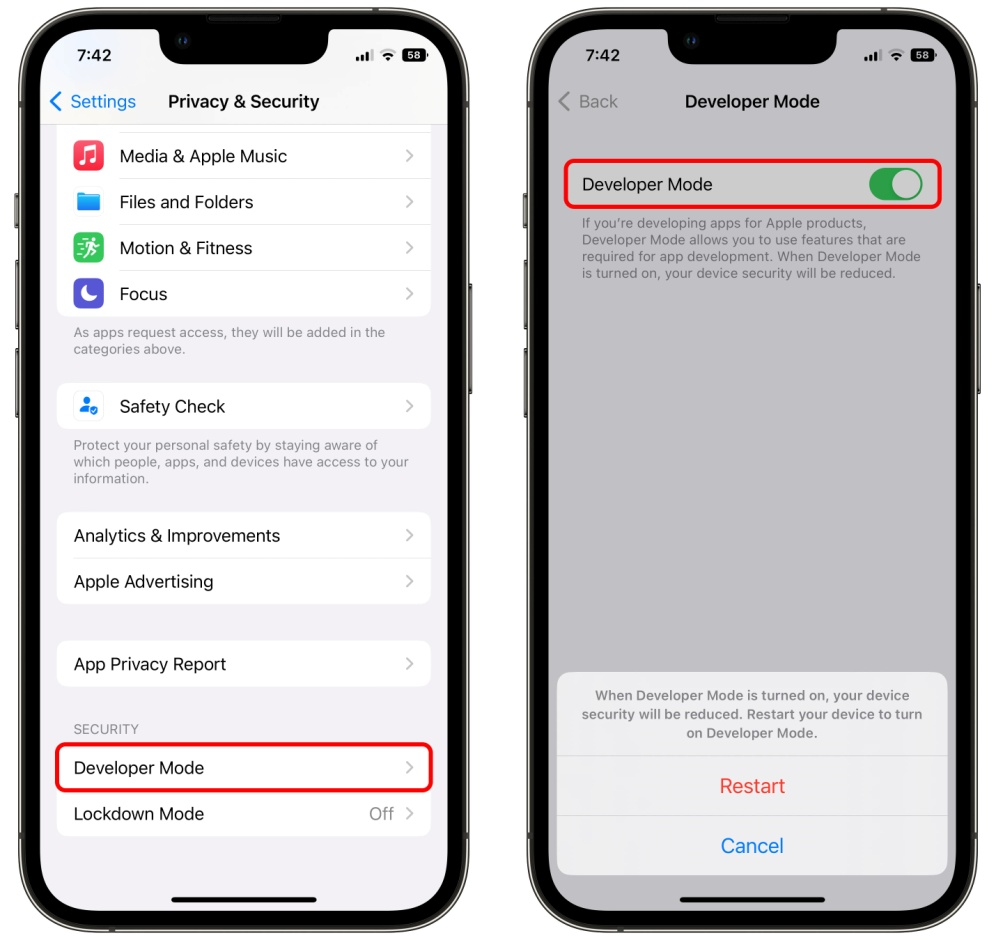 7:42
58
Settings
Privacy & Security
Media & Apple Music
Files and Folders
Motion & Fitness
Focus
As apps request access, they will be added in the
categories above.
Safety Check
Protect your personal safety by staying aware of
which people, apps, and devices have access to your
information.
Analytics & Improvements
Apple Advertising
App Privacy Report
SECURITY
Developer Mode
Lockdown Mode Off
7:42
58
Back
Developer Mode
Developer Mode
If you're developing apps for Apple products,
Developer Mode allows you to use features that are
required for app development. When Developer Mode
is turned on, your device security will be reduced.
When Developer Mode is turned on, your device
security will be reduced. Restart your device to turn
on Developer Mode.
Restart
Cancel